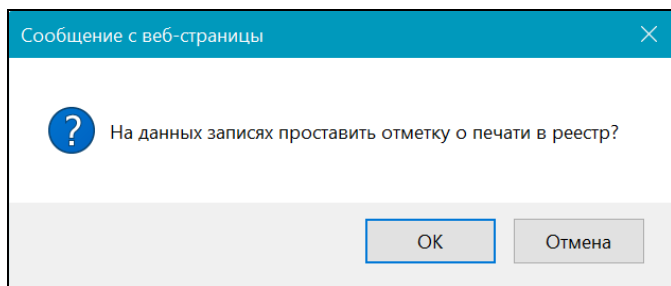 Сообщение с веб-страницы
На данных записях проставить отметку о печати в реестр?
ОК
Отмена